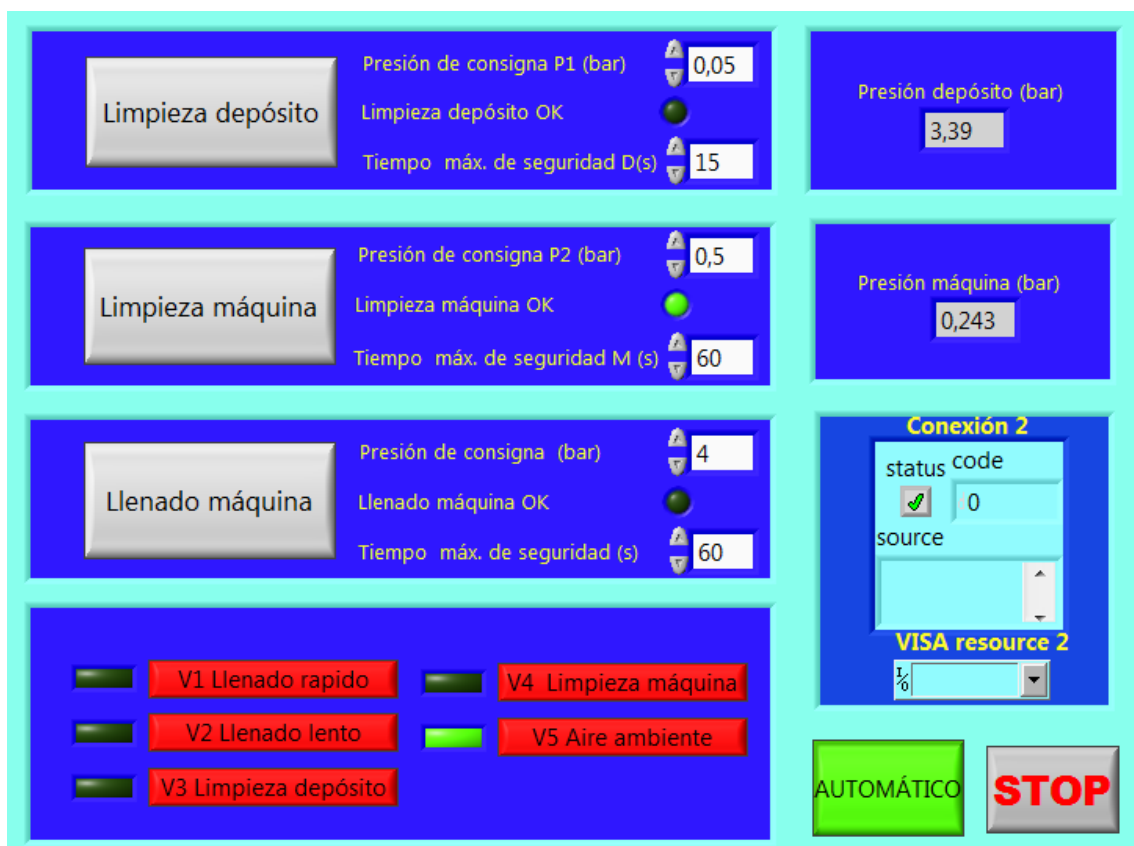 Limpieza depósito
Presión de consigna P1 (bar)
0,05
Limpieza depósito OK
Tiempo máx. de seguridad D(s)
15
Presión depósito (bar)
3,39
Limpieza máquina
Presión de consigna P2 (bar)
0,5
Limpieza máquina OK
Tiempo máx. de seguridad M (s)
60
Presión máquina (bar)
0,243
Llenado máquina
Presión de consigna (bar)
4
Llenado máquina OK
Tiempo máx. de seguridad (s)
60
Conexión 2
status
code
0
source
VISA resource 2
I/O
V1 Llenado rapido
V2 Llenado lento
V3 Limpieza depósito
V4 Limpieza máquina
V5 Aire ambiente
AUTOMÁTICO
STOP